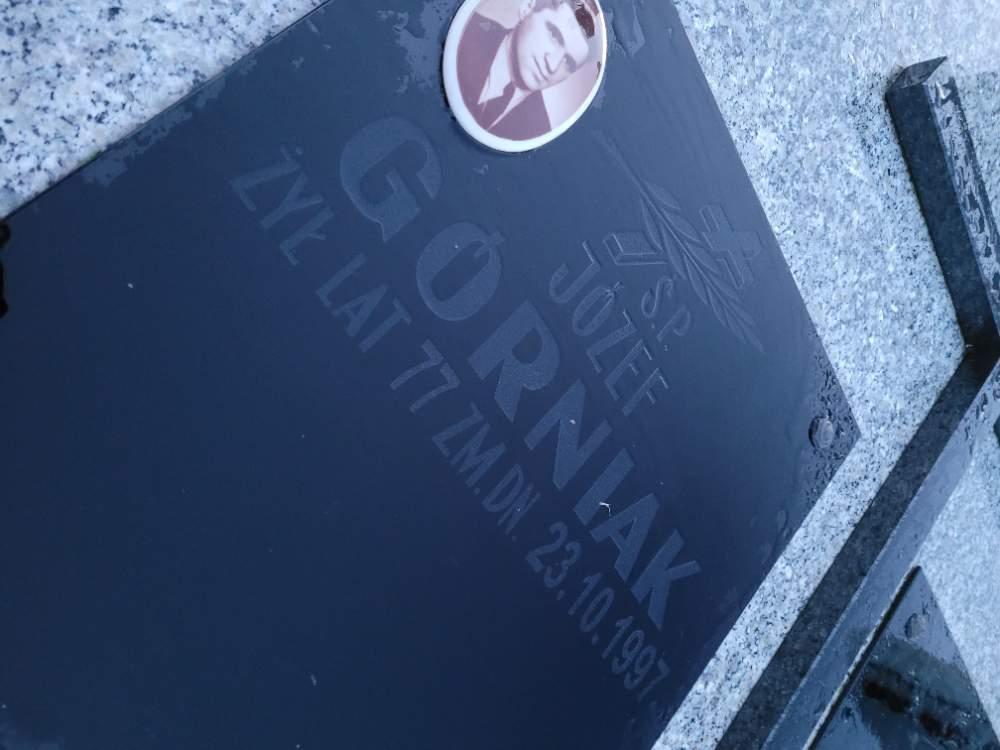 Ś.P.
JÓZEF
GÓRNIAK
ŻYŁ LAT 77 ZM.DN. 23.10.1997